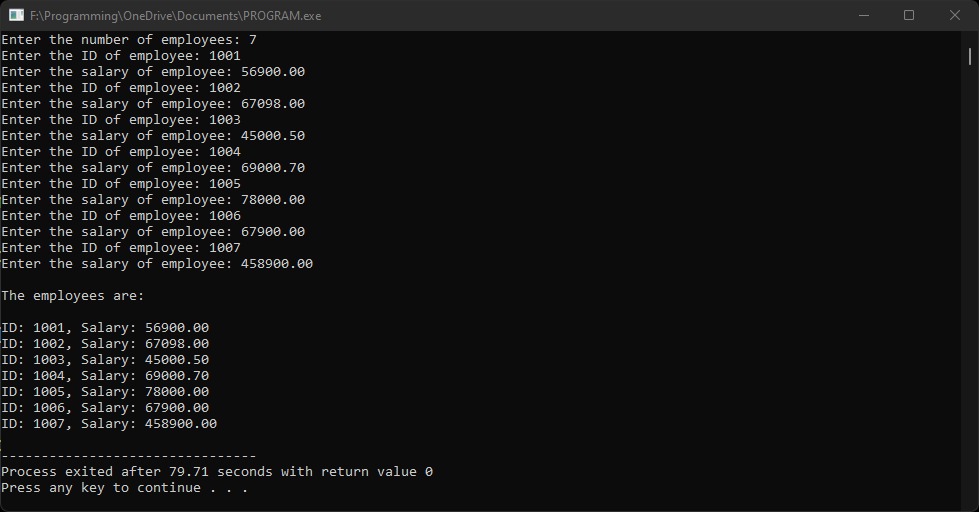 F:\Programming\OneDrive\Documents\PROGRAM.exe
Enter the number of employees: 7
Enter the ID of employee: 1001
Enter the salary of employee: 56900.00
Enter the ID of employee: 1002
Enter the salary of employee: 67098.00
Enter the ID of employee: 1003
Enter the salary of employee: 45000.50
Enter the ID of employee: 1004
Enter the salary of employee: 69000.70
Enter the ID of employee: 1005
Enter the salary of employee: 78000.00
Enter the ID of employee: 1006
Enter the salary of employee: 67900.00
Enter the ID of employee: 1007
Enter the salary of employee: 458900.00
The employees are:
ID: 1001, Salary: 56900.00
ID: 1002, Salary: 67098.00
ID: 1003, Salary: 45000.50
ID: 1004, Salary: 69000.70
ID: 1005, Salary: 78000.00
ID: 1006, Salary: 67900.00
ID: 1007, Salary: 458900.00
--------------------------------
Process exited after 79.71 seconds with return value 0
Press any key to continue . . .